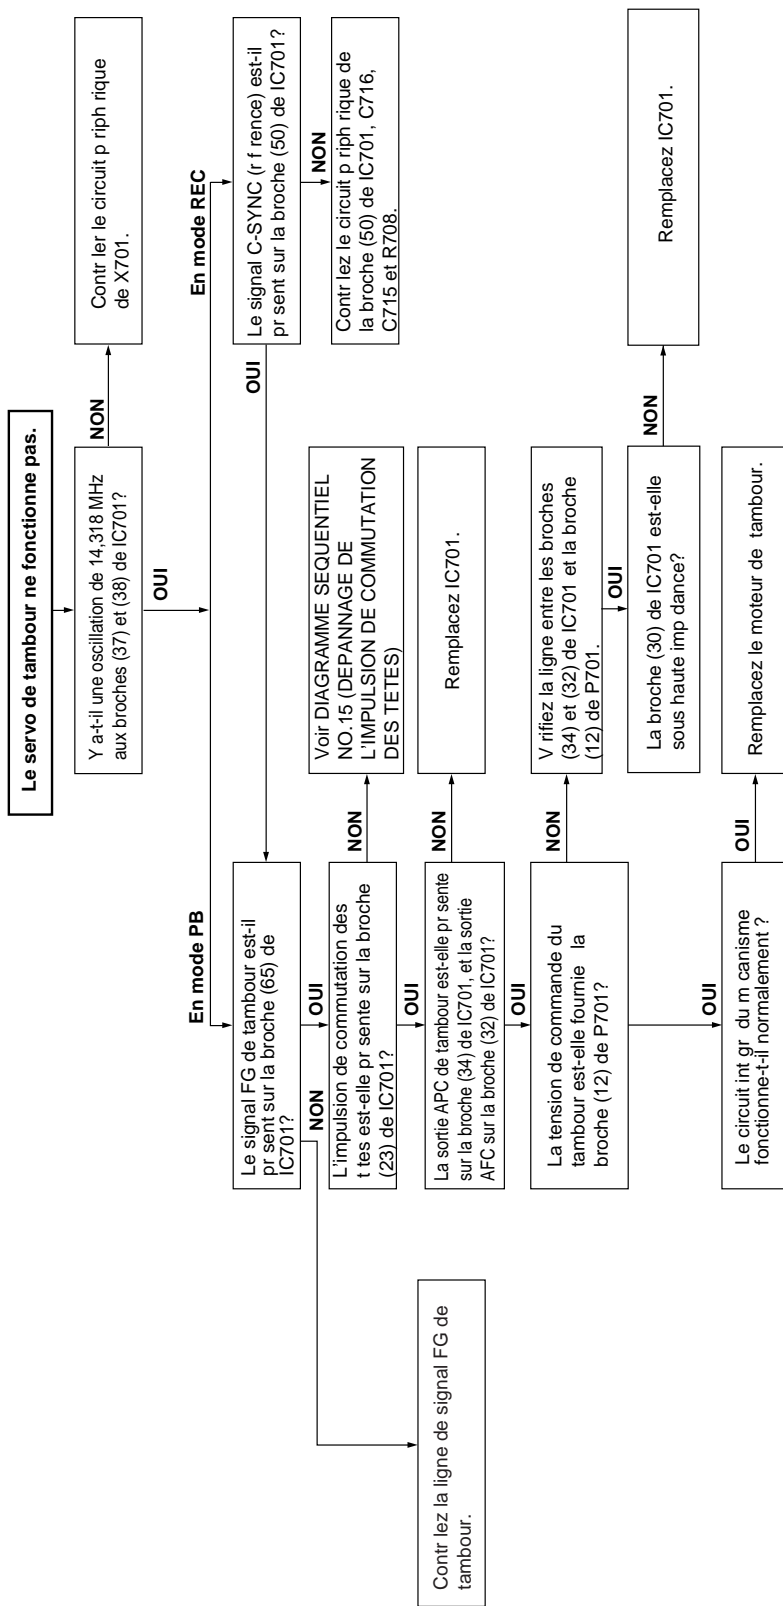 Le servo de tambour ne fonctionne pas.
Y a-t-il une oscillation de 14,318 MHz
aux broches (37) et (38) de IC701?
NON
Contr ler le circuit p riph rique
de X701.
OUI
En mode PB
En mode REC
Le signal FG de tambour est-il
pr sent sur la broche (65) de
IC701?
OUI
Le signal C-SYNC (r f rence) est-il
pr sent sur la broche (50) de IC701?
NON
Contr lez le circuit p riph rique de
la broche (50) de IC701, C716,
C715 et R708.
NON
OUI
L'impulsion de commutation des
t tes est-elle pr sente sur la broche
(23) de IC701?
NON
Voir DIAGRAMME SEQUENTIEL
NO.15 (DEPANNAGE DE
L'IMPULSION DE COMMUTATION
DES TETES)
OUI
Contr lez la ligne de signal FG de
tambour.
La sortie APC de tambour est-elle pr sente
sur la broche (34) de IC701, et la sortie
AFC sur la broche (32) de IC701?
NON
Remplacez IC701.
OUI
La tension de commande du
tambour est-elle fournie la
broche (12) de P701?
NON
V rifiez la ligne entre les broches
(34) et (32) de IC701 et la broche
(12) de P701.
OUI
La broche (30) de IC701 est-elle
sous haute imp dance?
NON
Remplacez IC701.
OUI
Le circuit int gr du m canisme
fonctionne-t-il normalement ?
OUI
Remplacez le moteur de tambour.